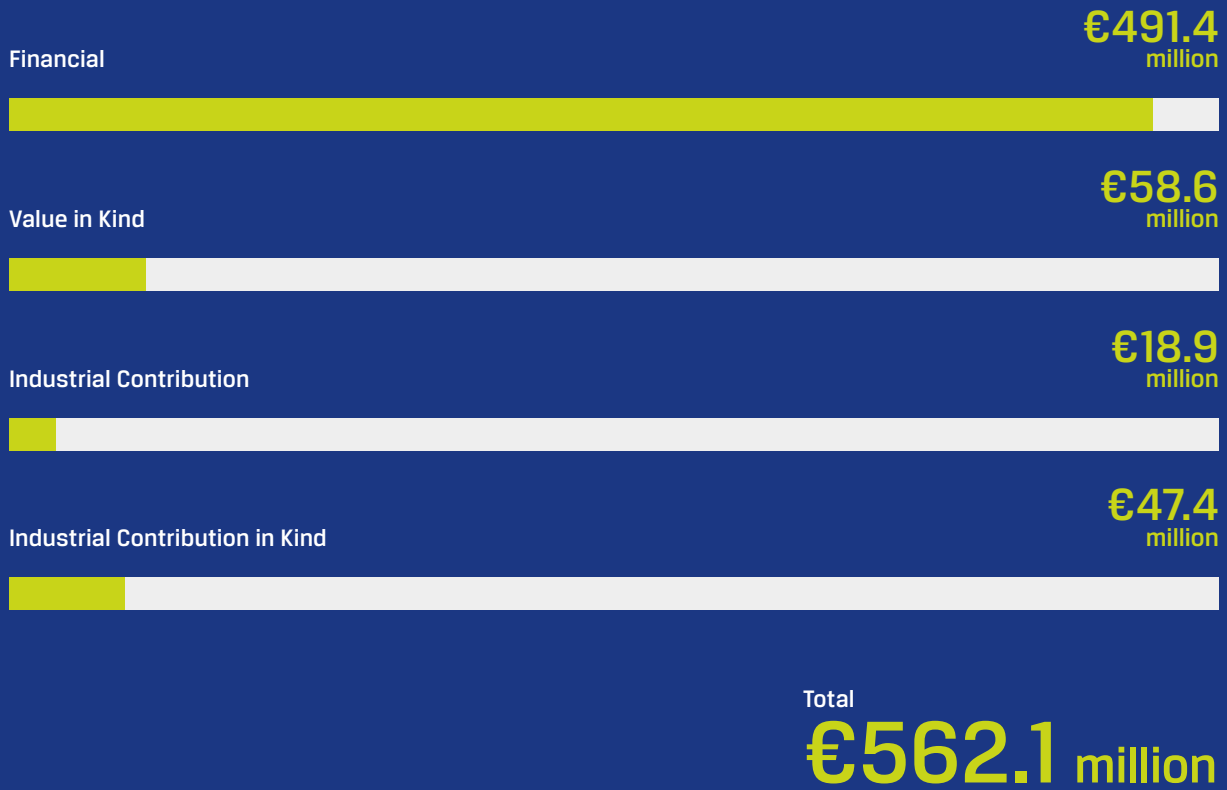 Financial
€491.4
million
Value in Kind
€58.6
million
Industrial Contribution
€18.9
million
Industrial Contribution in Kind
€47.4
million
Total
€562.1 million